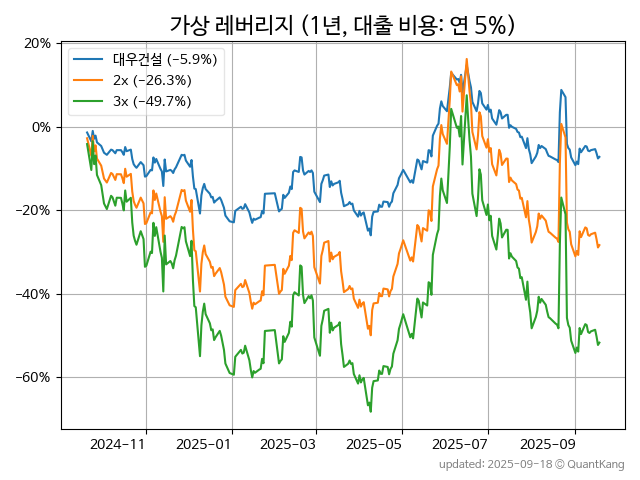 가상 레버리지 (1년, 대출 비용: 연 5%)
20%
0%
−20%
−40%
−60%
대우건설 (−5.9%)
2x (−26.3%)
3x (−49.7%)
2024−11 2025−01 2025−03 2025−05 2025−07 2025−09
updated: 2025-09-18 © QuantKang